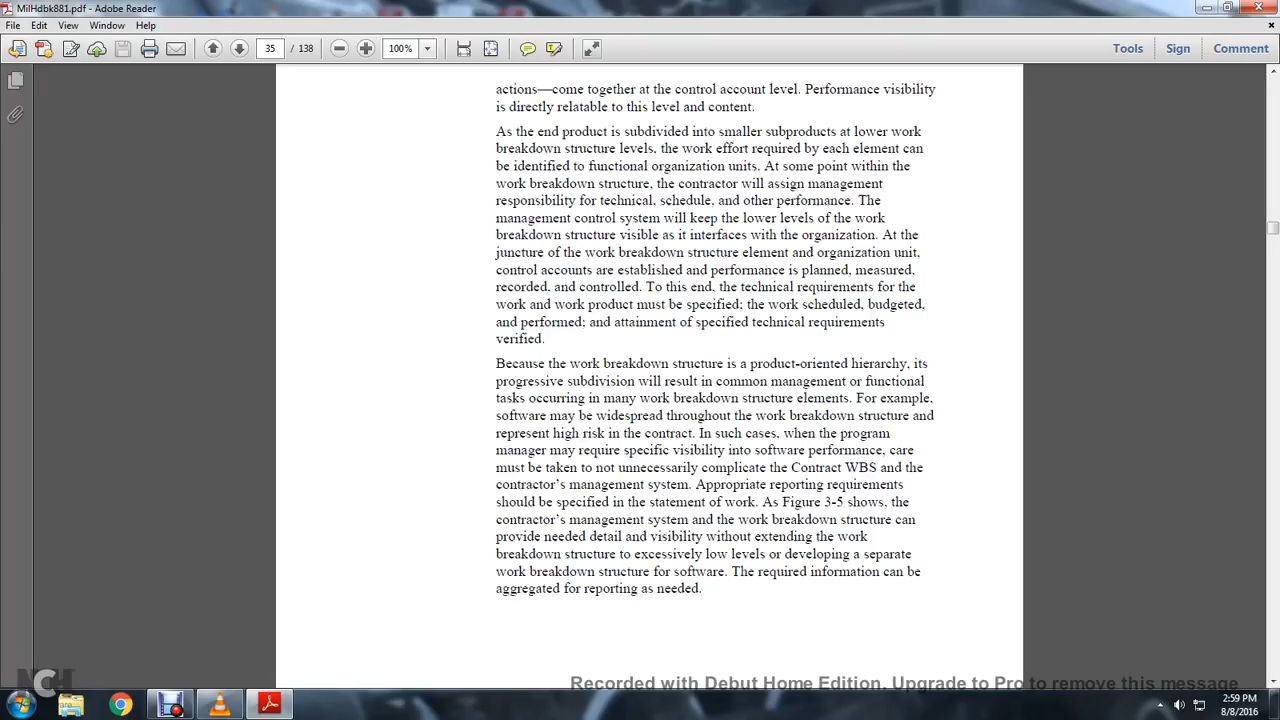 MilHdbk881.pdf - Adobe Reader
File Edit View Window Help
35 / 138 100% Tools Sign Comment
actions—come together at the control account level. Performance visibility
is directly relatable to this level and content.
As the end product is subdivided into smaller subproducts at lower work
breakdown structure levels, the work effort required by each element can
be identified to functional organization units. At some point within the
work breakdown structure, the contractor will assign management
responsibility for technical, schedule, and other performance. The
management control system will keep the lower levels of the work
breakdown structure visible as it interfaces with the organization. At the
juncture of the work breakdown structure element and organization unit,
control accounts are established and performance is planned, measured,
recorded, and controlled. To this end, the technical requirements for the
work and work product must be specified; the work scheduled, budgeted,
and performed; and attainment of specified technical requirements
verified.
Because the work breakdown structure is a product-oriented hierarchy, its
progressive subdivision will result in common management or functional
tasks occurring in many work breakdown structure elements. For example,
software may be widespread throughout the work breakdown structure and
represent high risk in the contract. In such cases, when the program
manager may require specific visibility into software performance, care
must be taken to not unnecessarily complicate the Contract WBS and the
contractor's management system. Appropriate reporting requirements
should be specified in the statement of work. As Figure 3-5 shows, the
contractor's management system and the work breakdown structure can
provide needed detail and visibility without extending the work
breakdown structure to excessively low levels or developing a separate
work breakdown structure for software. The required information can be
aggregated for reporting as needed.
Recorded with Debut Home Edition. Upgrade to Pro to remove this message.
2:59 PM
8/8/2016